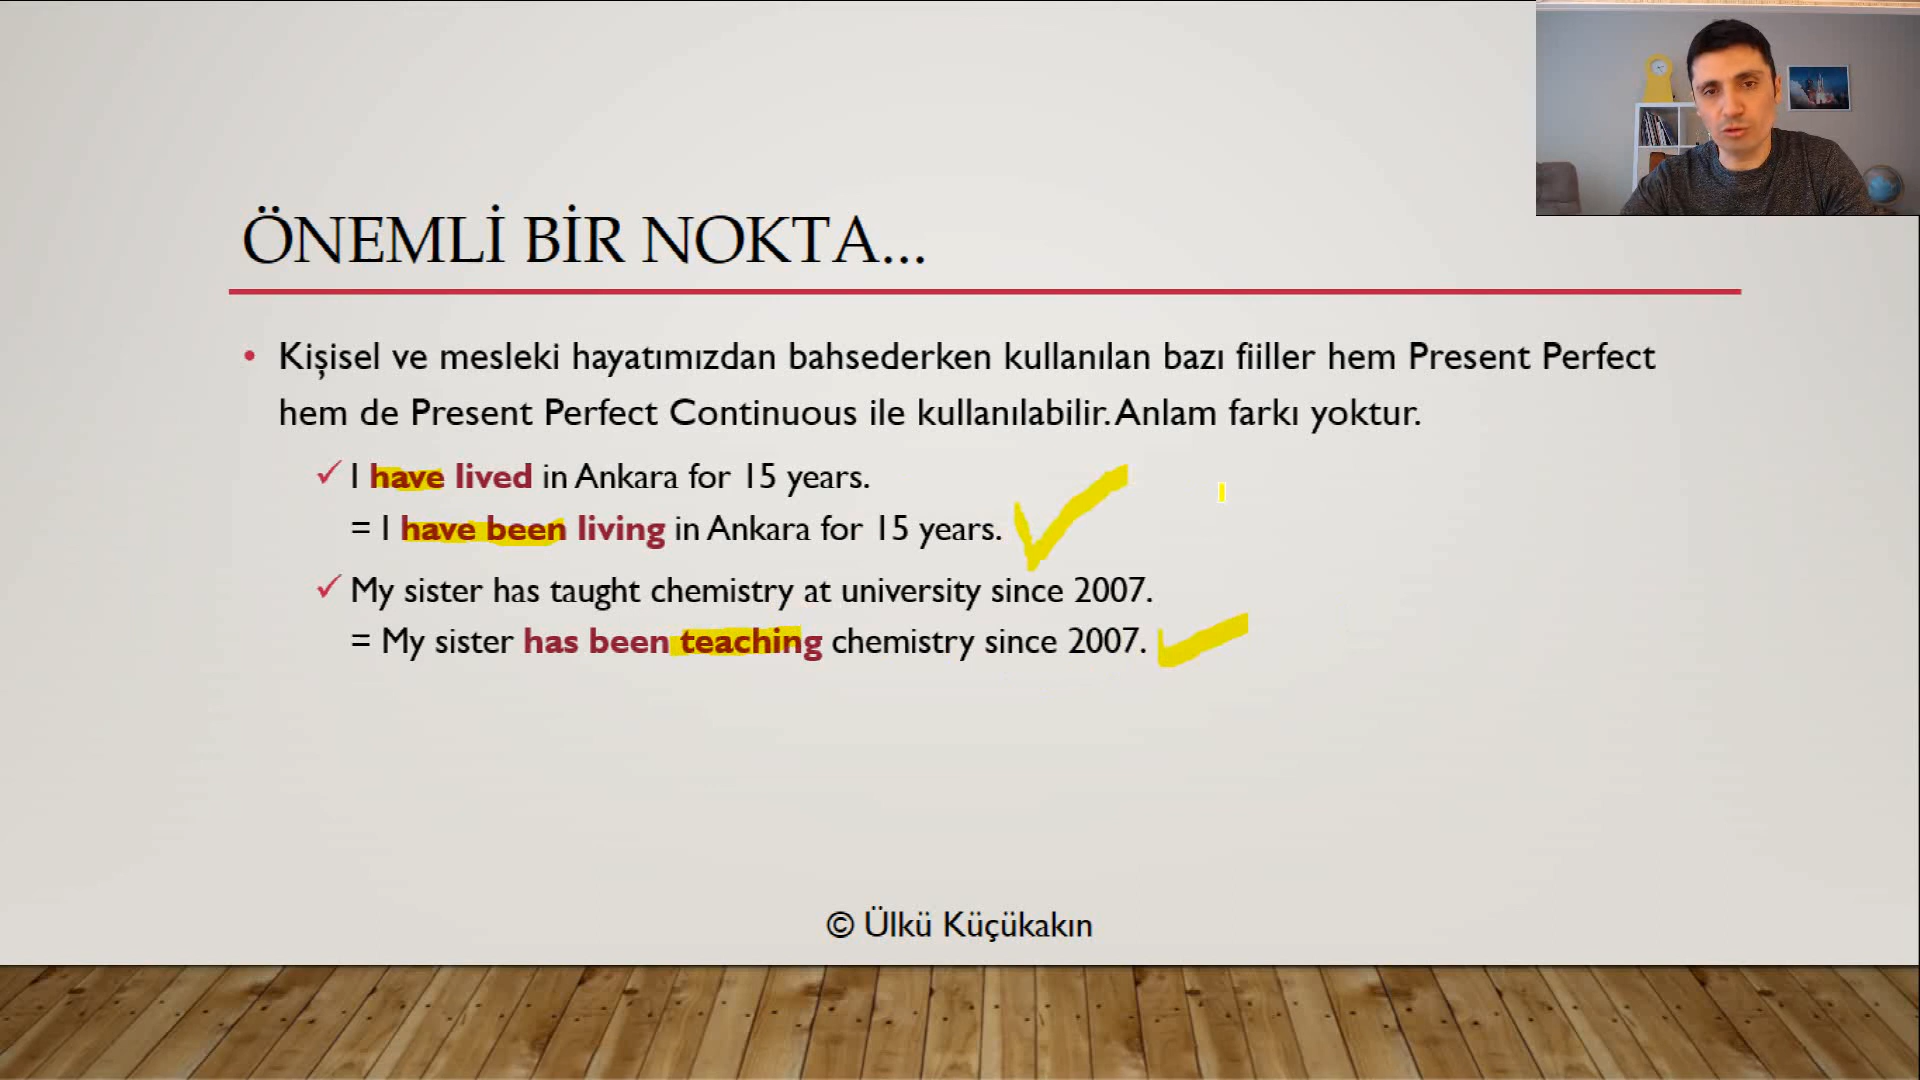 ÖNEMLİ BİR NOKTA...
• Kişisel ve mesleki hayatımızdan bahsederken kullanılan bazı fiiller hem Present Perfect
hem de Present Perfect Continuous ile kullanılabilir. Anlam farkı yoktur.
✓ I have lived in Ankara for 15 years.
= I have been living in Ankara for 15 years.
✓ My sister has taught chemistry at university since 2007.
= My sister has been teaching chemistry since 2007.
© Ülkü Küçükakın